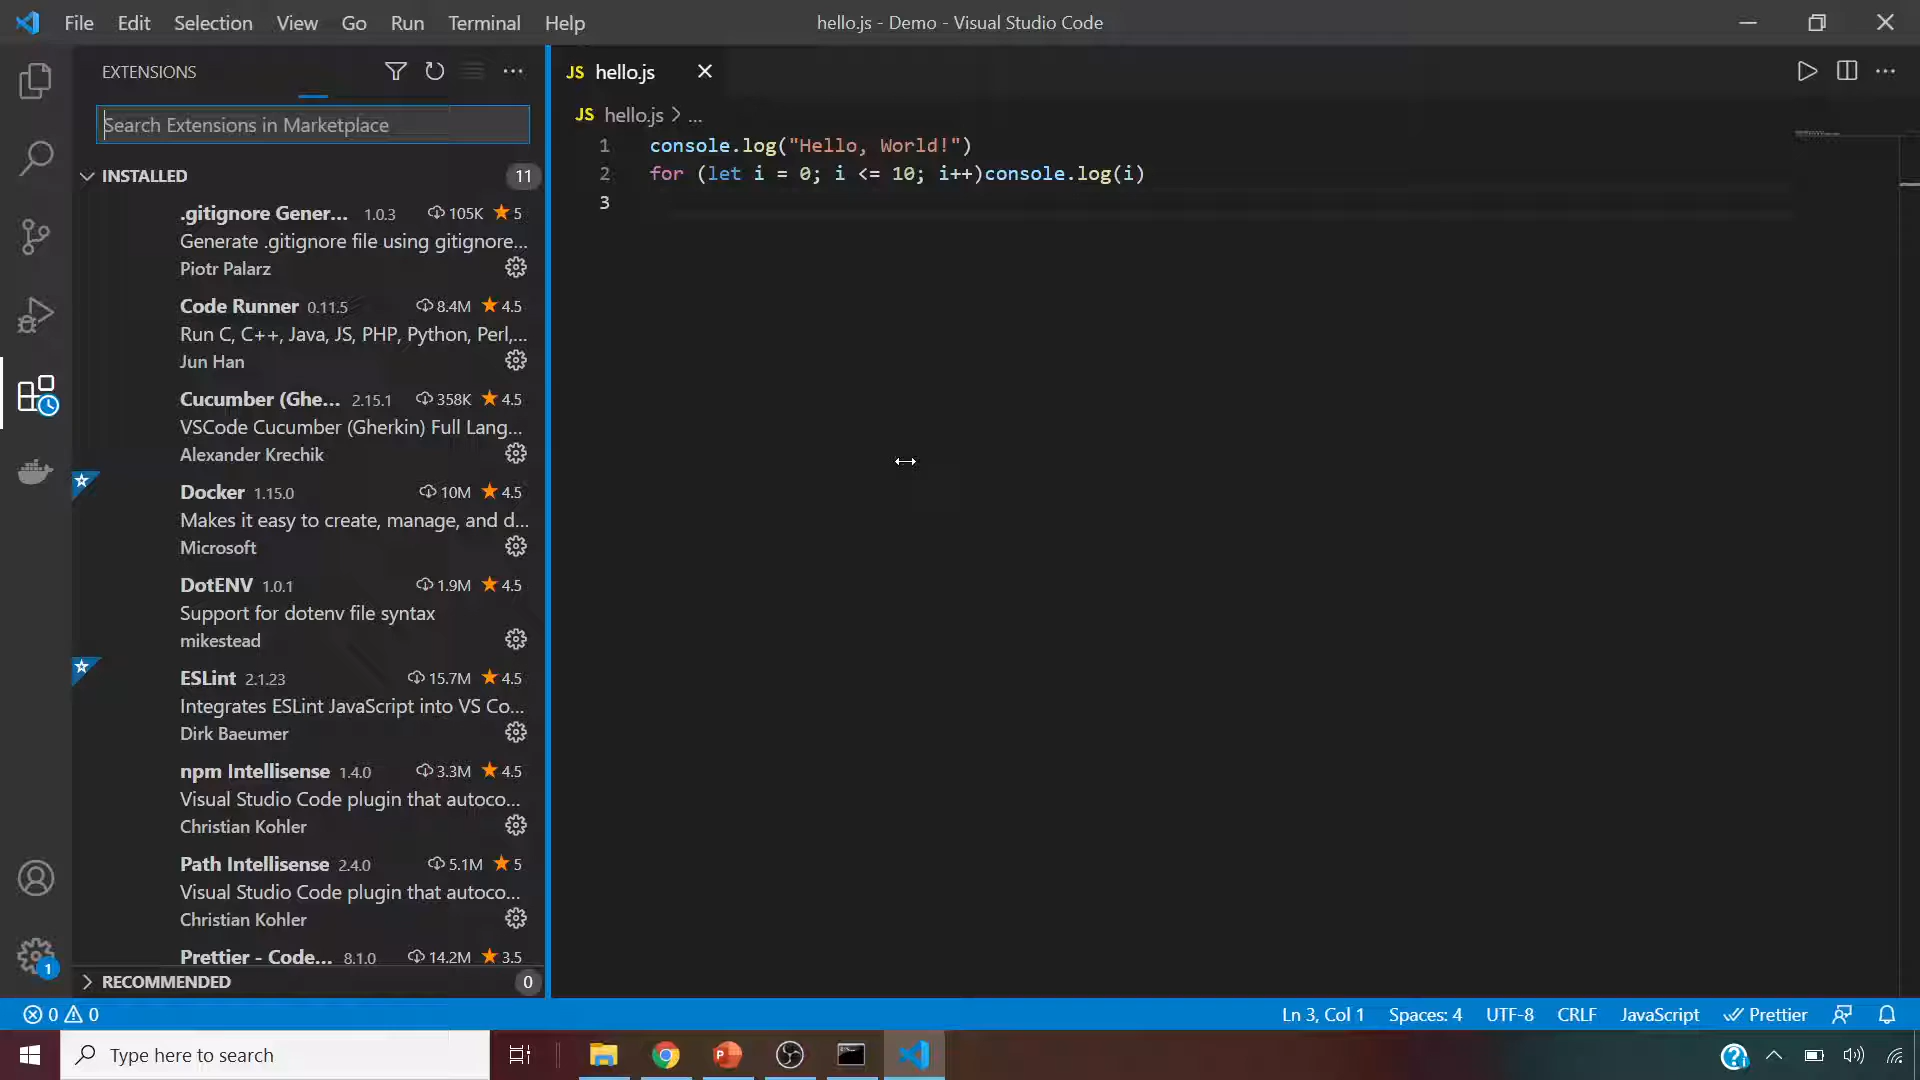 File Edit Selection View Go Run Terminal Help
hello.js - Demo - Visual Studio Code
EXTENSIONS
Search Extensions in Marketplace
INSTALLED 11
.gitignore Gener... 1.0.3 105K 5
Generate .gitignore file using gitignore...
Piotr Palarz
Code Runner 0.11.5 8.4M 4.5
Run C, C++, Java, JS, PHP, Python, Perl,...
Jun Han
Cucumber (Ghe... 2.15.1 358K 4.5
VSCode Cucumber (Gherkin) Full Lang...
Alexander Krechik
Docker 1.15.0 10M 4.5
Makes it easy to create, manage, and d...
Microsoft
DotENV 1.0.1 1.9M 4.5
Support for dotenv file syntax
mikestead
ESLint 2.1.23 15.7M 4.5
Integrates ESLint JavaScript into VS Co...
Dirk Baeumer
npm Intellisense 1.4.0 3.3M 4.5
Visual Studio Code plugin that autoco...
Christian Kohler
Path Intellisense 2.4.0 5.1M 5
Visual Studio Code plugin that autoco...
Christian Kohler
Prettier - Code... 8.1.0 14.2M 3.5
RECOMMENDED 0
1
JS hello.js
JS hello.js > ...
1 console.log("Hello, World!")
2 for (let i = 0; i <= 10; i++)console.log(i)
3
0 0
Ln 3, Col 1 Spaces: 4 UTF-8 CRLF JavaScript Prettier
Type here to search